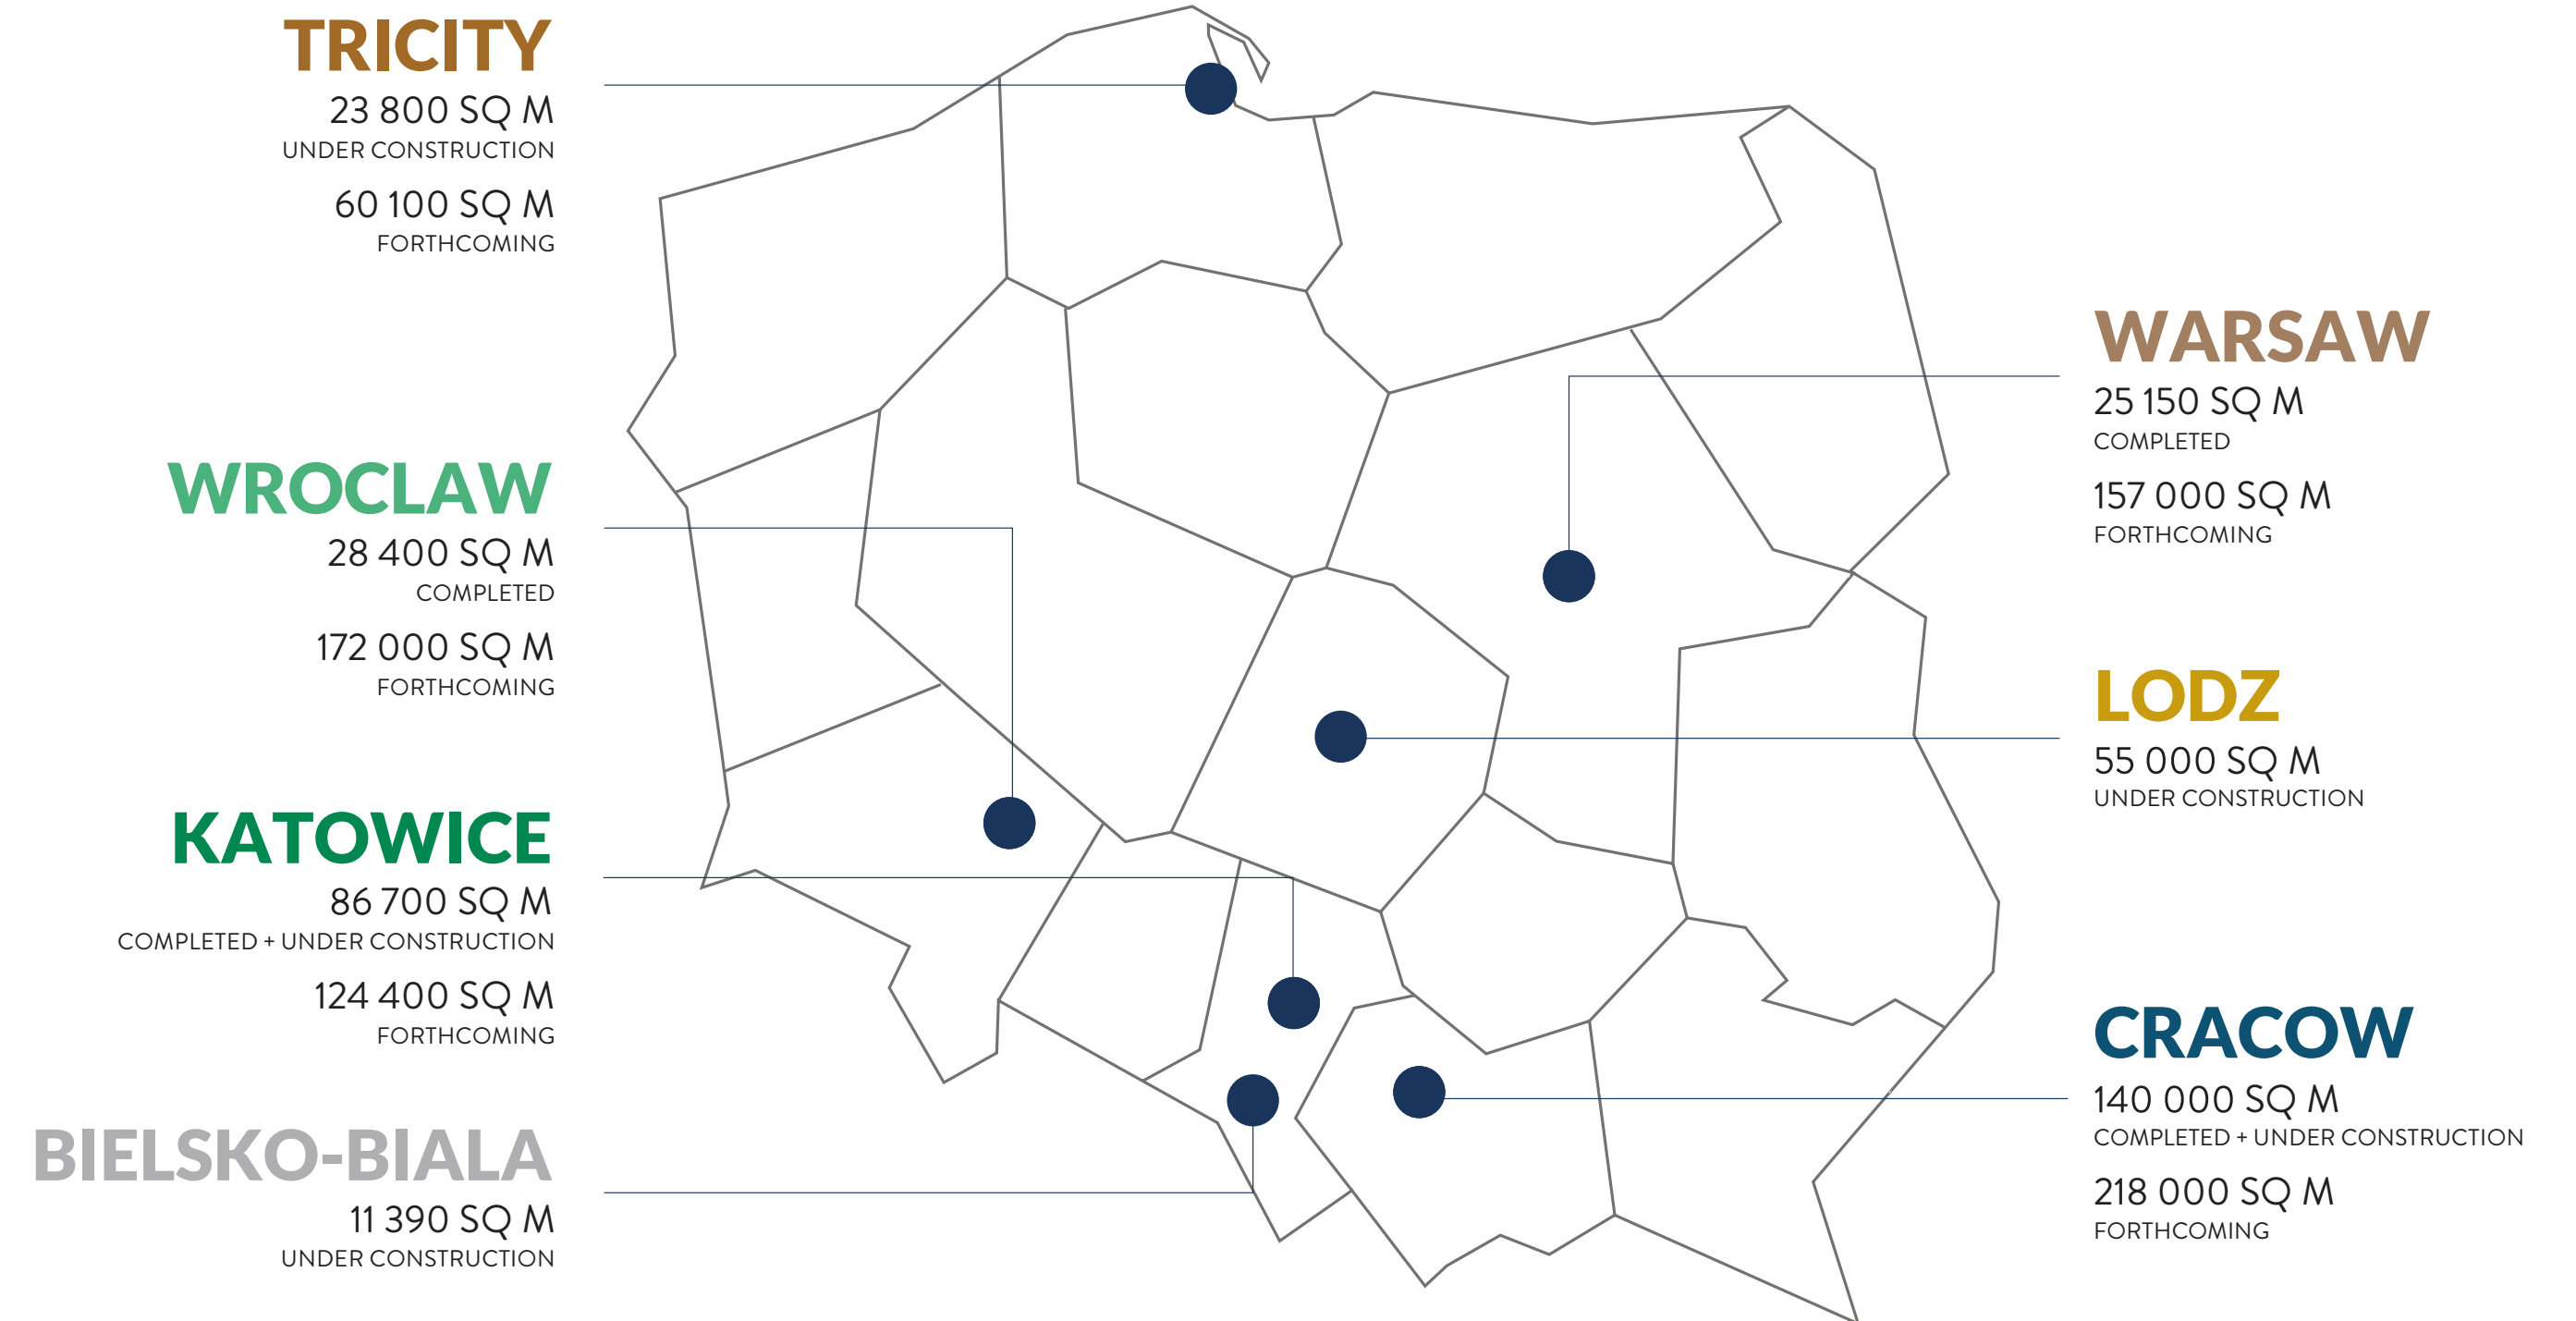 TRICITY
23 800 SQ M
UNDER CONSTRUCTION
60 100 SQ M
FORTHCOMING
WROCLAW
28 400 SQ M
COMPLETED
172 000 SQ M
FORTHCOMING
KATOWICE
86 700 SQ M
COMPLETED + UNDER CONSTRUCTION
124 400 SQ M
FORTHCOMING
BIELSKO-BIALA
11 390 SQ M
UNDER CONSTRUCTION
WARSAW
25 150 SQ M
COMPLETED
157 000 SQ M
FORTHCOMING
LODZ
55 000 SQ M
UNDER CONSTRUCTION
CRACOW
140 000 SQ M
COMPLETED + UNDER CONSTRUCTION
218 000 SQ M
FORTHCOMING